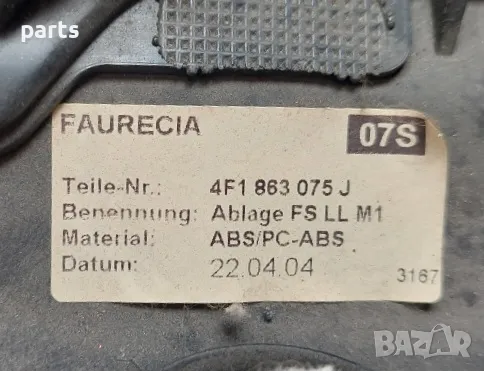 parts
FAURECIA
07S
Teile-Nr.: 4F1 863 075 J
Benennung: Ablage FS LL M1
Material: ABS/PC-ABS
Datum: 22.04.04
3167
BAZAR